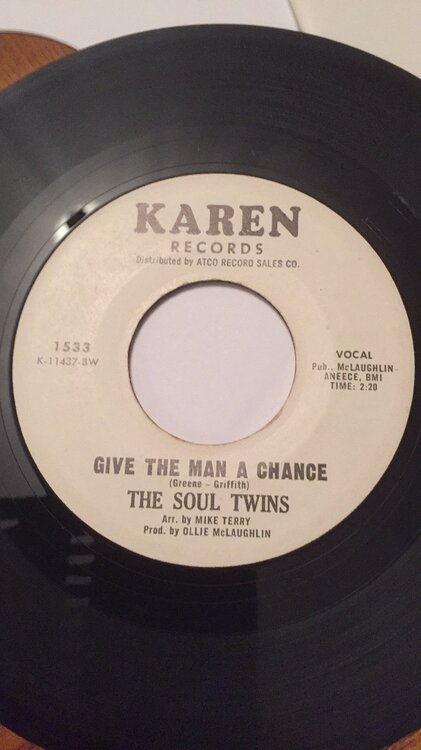 KAREN
RECORDS
Distributed by ATCO RECORD SALES CO.
1533
K-11437-BW
VOCAL
Pub., McLAUGHLIN-
ANEECE, BMI
TIME: 2:20
GIVE THE MAN A CHANCE
(Greene - Griffith)
THE SOUL TWINS
Arr. by MIKE TERRY
Prod. by OLLIE McLAUGHLIN